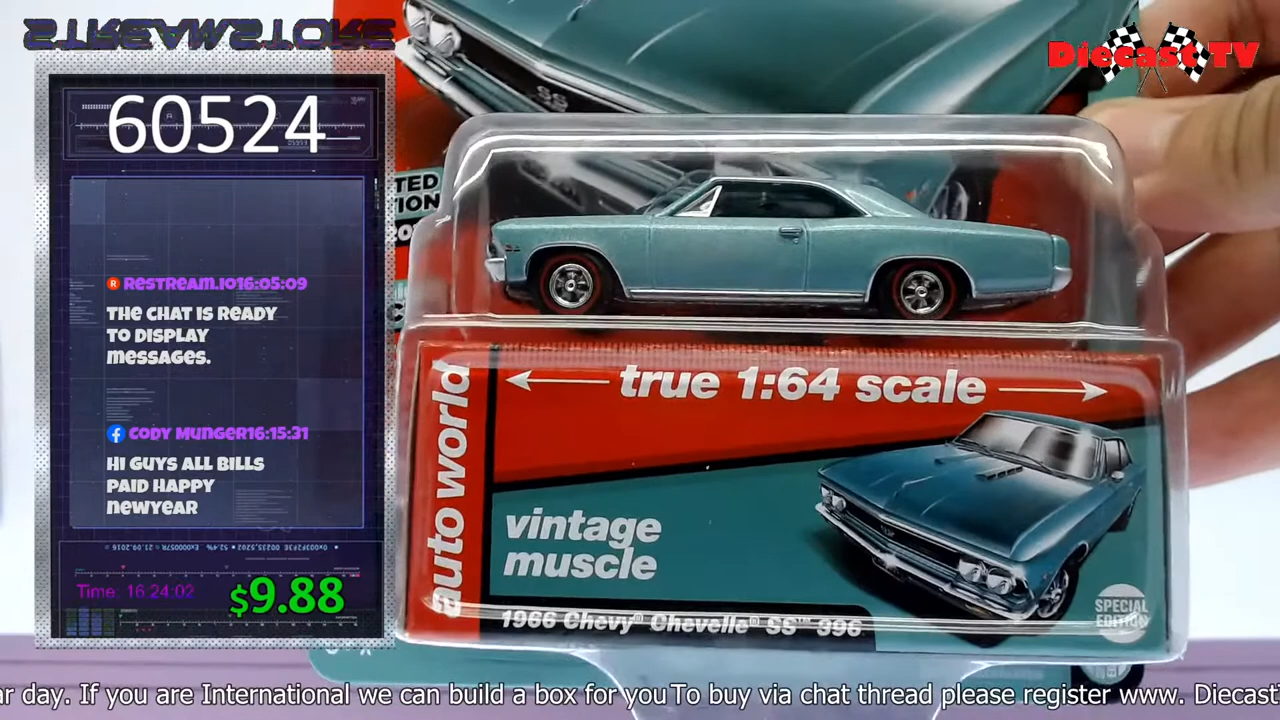 STREAMSTORE
Diecast TV
60524
TED
ION
Restream.io16:05:09
The chat is ready
to display
messages.
Cody Munger16:15:31
Hi guys all bills
paid happy
newyear
Time: 16:24:02
$9.88
true 1:64 scale
auto world
vintage
muscle
1966 Chevy® Chevelle® SS™ 396
SPECIAL
EDITION
ar day. If you are International we can build a box for you To buy via chat thread please register www. Diecast